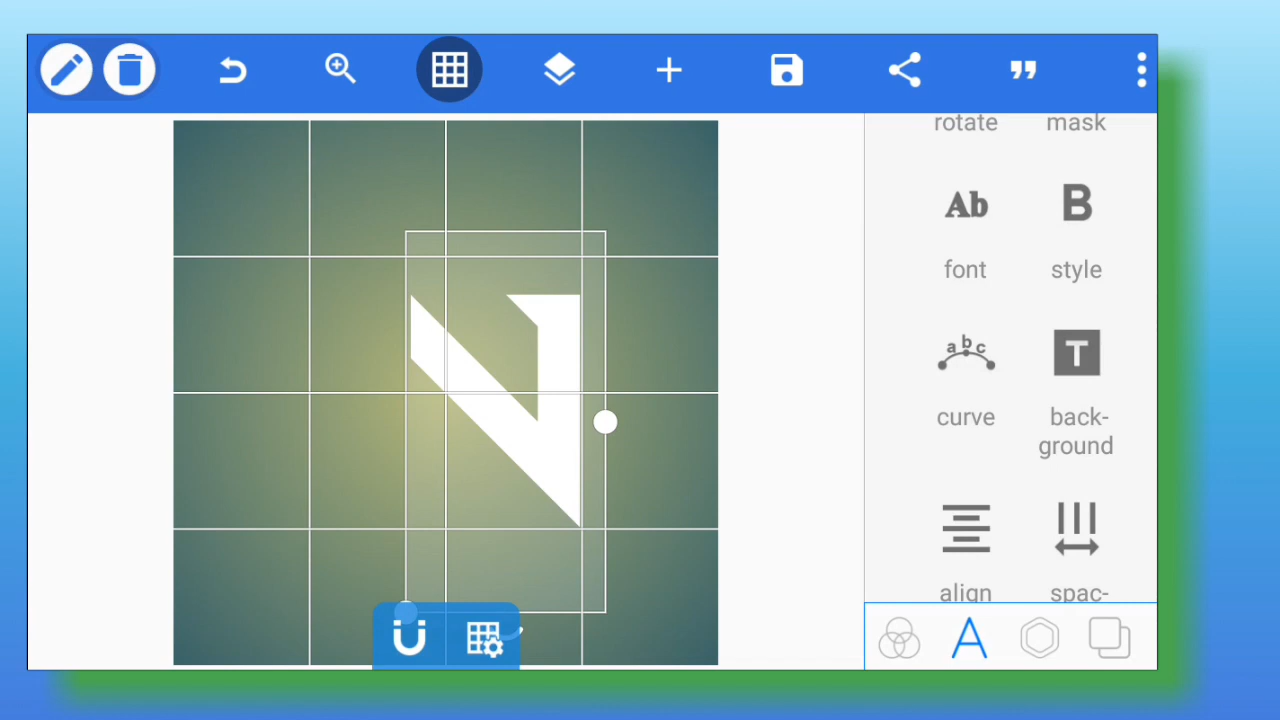 rotate mask
Ab B
font style
abc T
curve back-
ground
align spac-
A